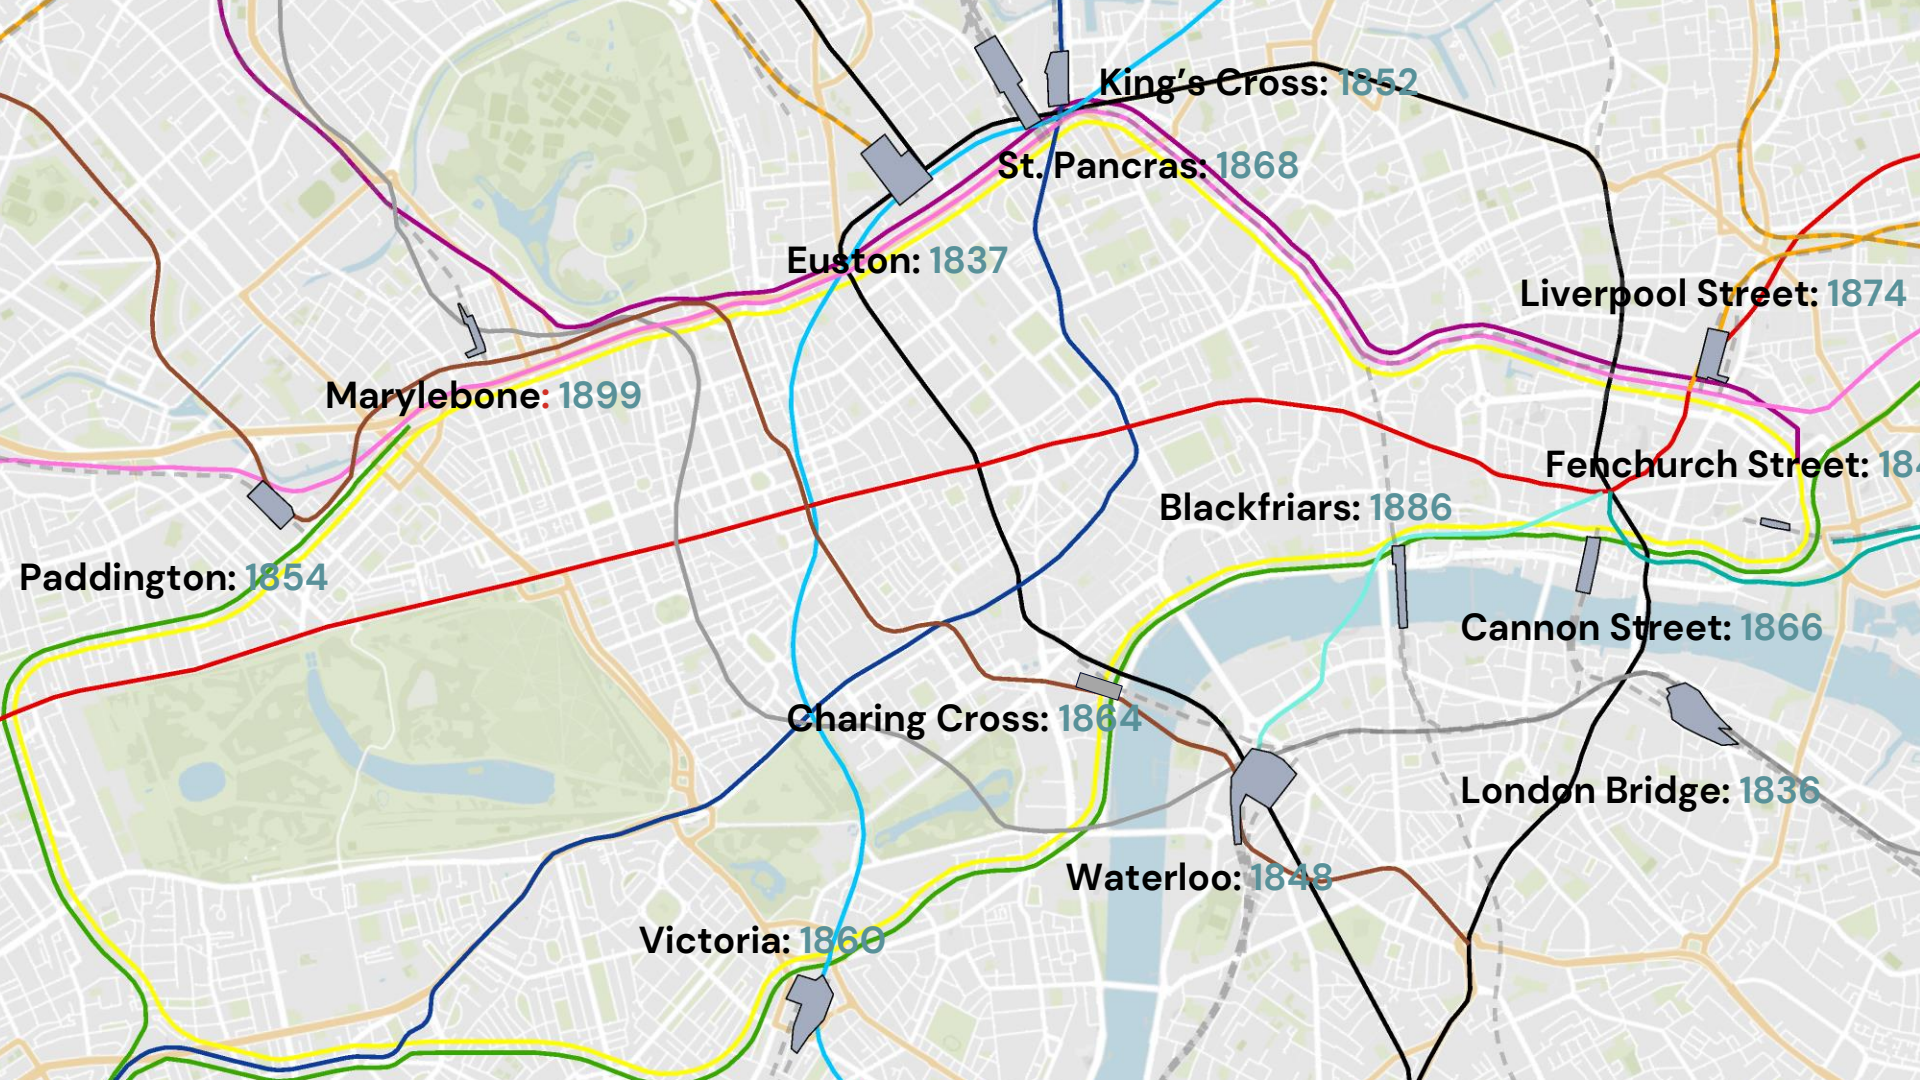 King’s Cross: 1852
St. Pancras: 1868
Euston: 1837
Liverpool Street: 1874
Marylebone: 1899
Fenchurch Street: 18
Blackfriars: 1886
Paddington: 1854
Cannon Street: 1866
Charing Cross: 1864
London Bridge: 1836
Waterloo: 1848
Victoria: 1860